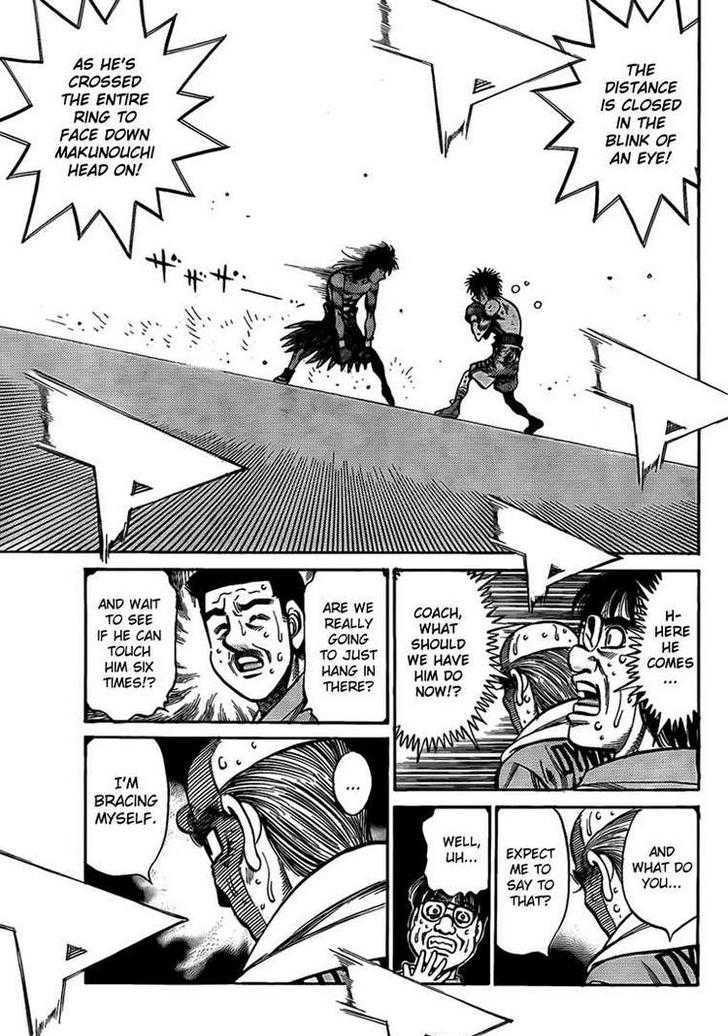 THE
DISTANCE
IS CLOSED
IN THE
BLINK OF
AN EYE!
AS HE'S
CROSSED
THE ENTIRE
RING TO
FACE DOWN
MAKUNOUCHI
HEAD ON!
H-
HERE
HE
COMES
...
COACH,
WHAT
SHOULD
WE HAVE
HIM DO
NOW!?
ARE WE
REALLY
GOING
TO JUST
HANG IN
THERE?
AND WAIT
TO SEE
IF HE CAN
TOUCH
HIM SIX
TIMES!?
AND
WHAT DO
YOU...
EXPECT
ME TO
SAY TO
THAT?
WELL,
UH...
...
I'M
BRACING
MYSELF.